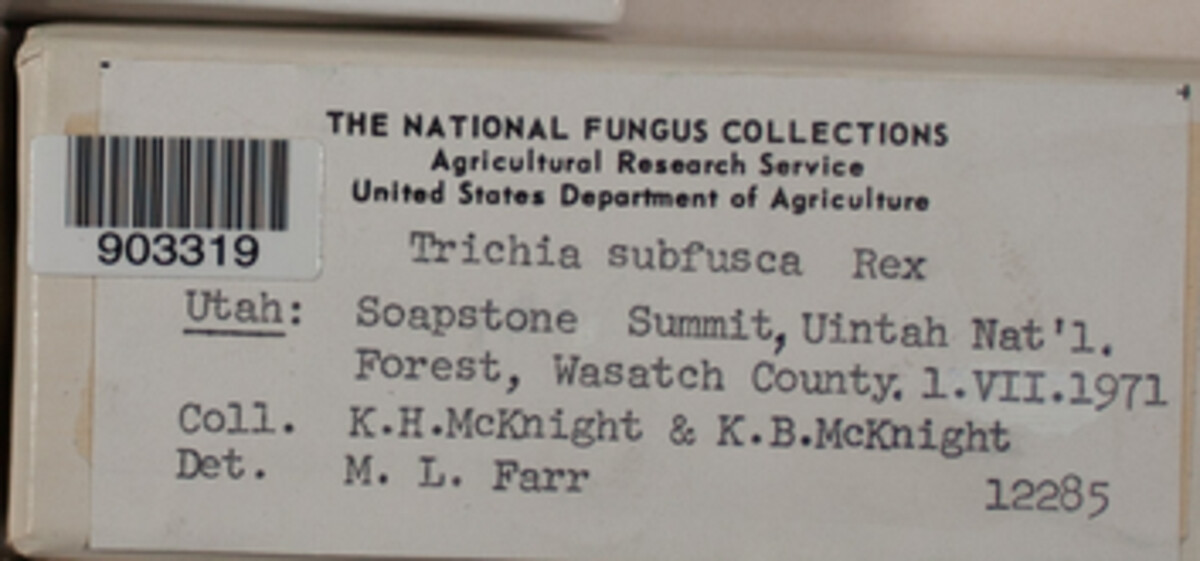 THE NATIONAL FUNGUS COLLECTIONS
Agricultural Research Service
United States Department of Agriculture
903319
Trichia subfusca Rex
Utah: Soapstone Summit, Uintah Nat'l.
Forest, Wasatch County. 1.VII.1971
Coll. K.H.McKnight & K.B.McKnight
Det. M. L. Farr
12285